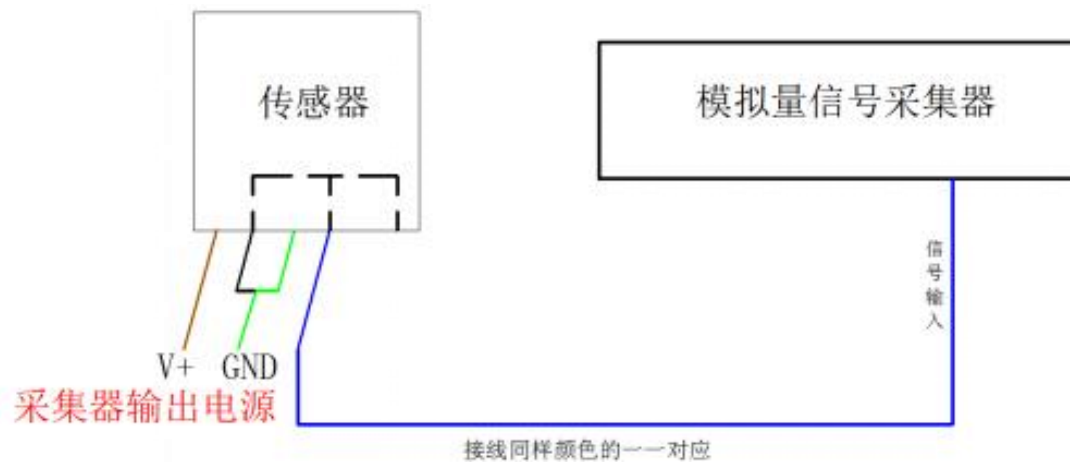 传感器
模拟量信号采集器
信号输入
V+ GND
采集器输出电源
接线同样颜色的一一对应